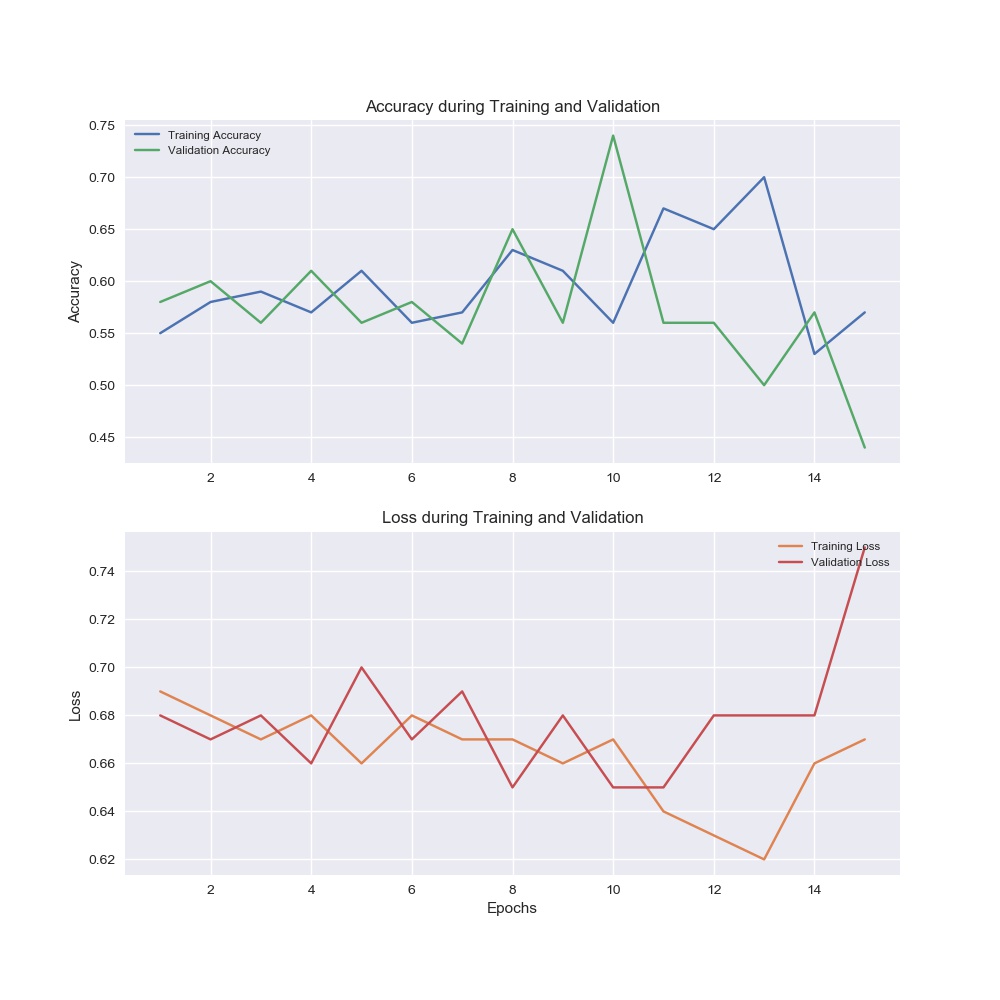 Accuracy during Training and Validation
Training Accuracy
Validation Accuracy
Accuracy
0.75
0.70
0.65
0.60
0.55
0.50
0.45
2 4 6 8 10 12 14
Loss during Training and Validation
Training Loss
Validation Loss
Loss
0.74
0.72
0.70
0.68
0.66
0.64
0.62
2 4 6 8 10 12 14
Epochs